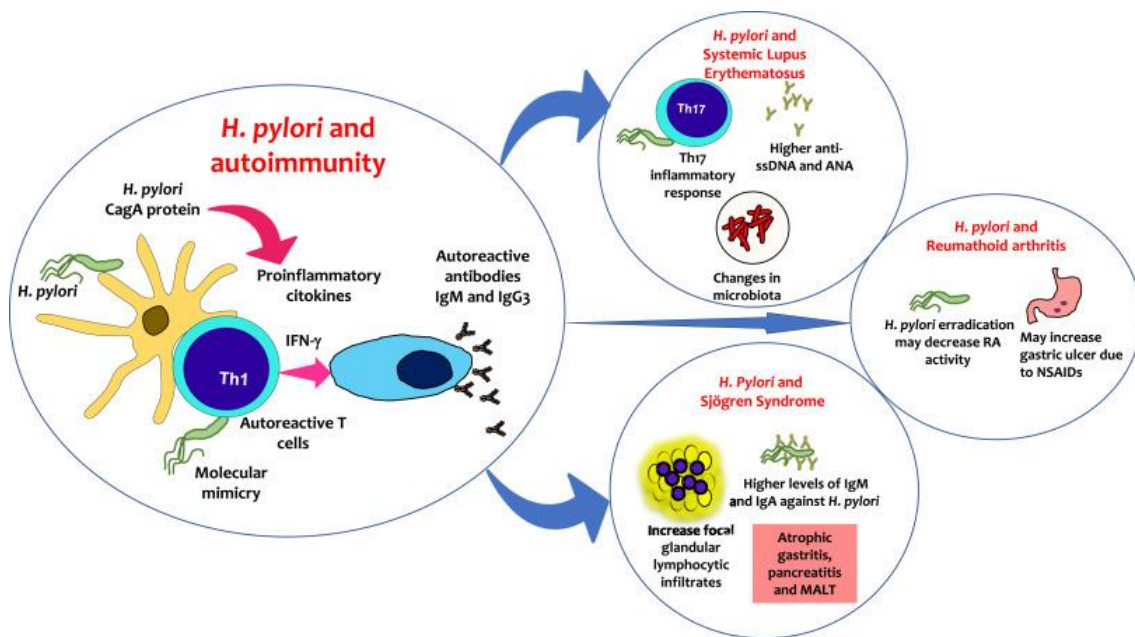 H. pylori and
autoimmunity
H. pylori
CagA protein
H. pylori
Proinflammatory
citokines
Autoreactive
antibodies
IgM and IgG3
IFN-γ
Th1
Autoreactive T
cells
Molecular
mimicry
H. pylori and
Systemic Lupus
Erythematosus
Th17
Th17
inflammatory
response
Higher anti-
ssDNA and ANA
Changes in
microbiota
H. pylori and
Reumathoid arthritis
H. pylori erradication
may decrease RA
activity
May increase
gastric ulcer due
to NSAIDs
H. Pylori and
Sjögren Syndrome
Increase focal
glandular
lymphocytic
infiltrates
Higher levels of IgM
and IgA against H. pylori
Atrophic
gastritis,
pancreatitis
and MALT